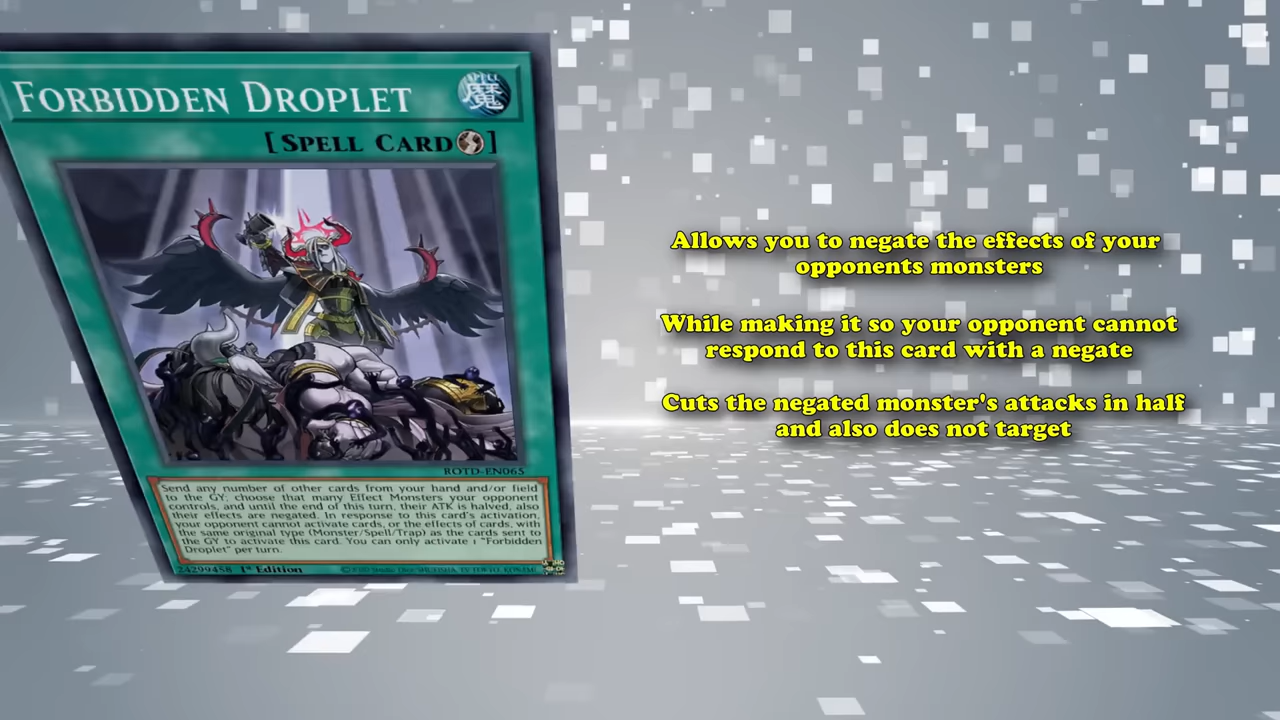 FORBIDDEN DROPLET
SPELL
魔
[SPELL CARD ]
ROTD-EN065
Send any number of other cards from your hand and/or field
to the GY; choose that many Effect Monsters your opponent
controls, and until the end of this turn, their ATK is halved, also
their effects are negated. In response to this card's activation,
your opponent cannot activate cards, or the effects of cards, with
the same original type (Monster/Spell/Trap) as the cards sent to
the GY to activate this card. You can only activate 1 "Forbidden
Droplet" per turn.
24299458 1st Edition
Allows you to negate the effects of your
opponents monsters
While making it so your opponent cannot
respond to this card with a negate
Cuts the negated monster's attacks in half
and also does not target